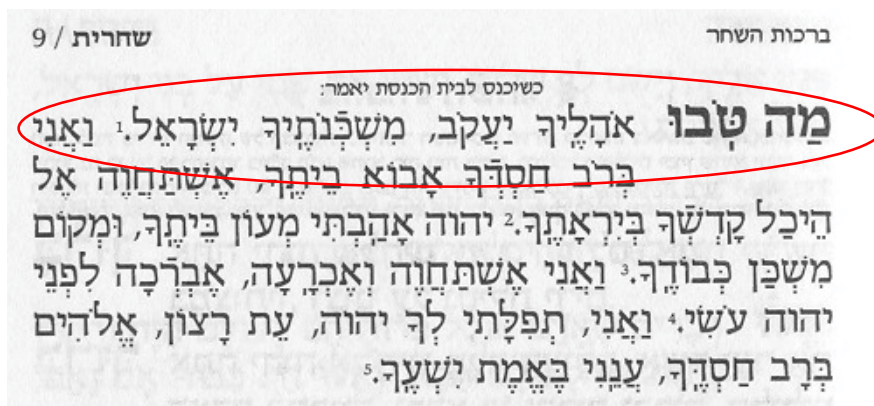 ברכות השחר שחרית / 9
כשיכנס לבית הכנסת יאמר:
מַה טֹּבוּ אֹהָלֶֽיךָ יַעֲקֹב, מִשְׁכְּנֹתֶֽיךָ יִשְׂרָאֵל.¹ וַאֲנִי
בְּרֹב חַסְדְּךָ אָבוֹא בֵיתֶֽךָ, אֶשְׁתַּחֲוֶה אֶל
הֵיכַל קָדְשְׁךָ בְּיִרְאָתֶֽךָ.² יהוה אָהַבְתִּי מְעוֹן בֵּיתֶֽךָ, וּמְקוֹם
מִשְׁכַּן כְּבוֹדֶֽךָ.³ וַאֲנִי אֶשְׁתַּחֲוֶה וְאֶכְרָֽעָה, אֶבְרְכָה לִפְנֵי
יהוה עֹשִׂי.⁴ וַאֲנִי, תְפִלָּתִי לְךָ יהוה, עֵת רָצוֹן, אֱלֹהִים
בְּרָב חַסְדֶּֽךָ, עֲנֵֽנִי בֶּאֱמֶת יִשְׁעֶֽךָ.⁵